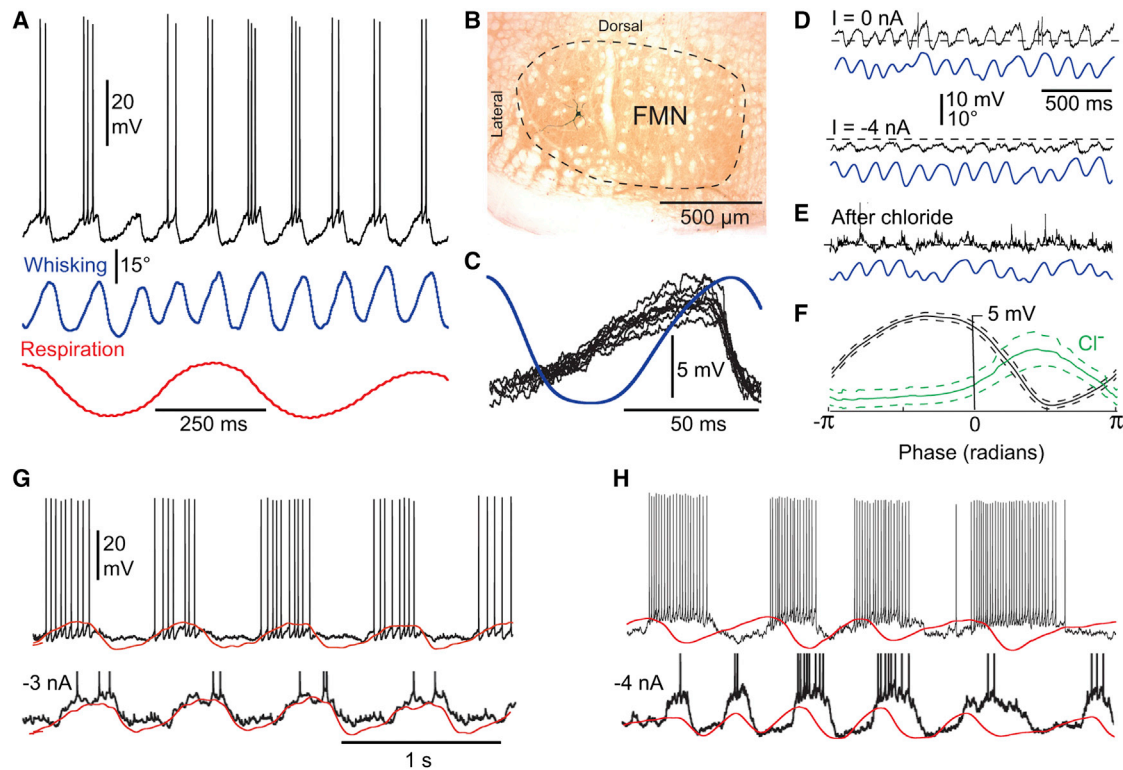 A
20
mV
Whisking
15°
Respiration
250 ms
B
Dorsal
Lateral
FMN
500 µm
C
5 mV
50 ms
D
I = 0 nA
10 mV
10°
500 ms
I = -4 nA
E
After chloride
F
5 mV
Cl⁻
-π
0
π
Phase (radians)
G
20
mV
-3 nA
1 s
H
-4 nA